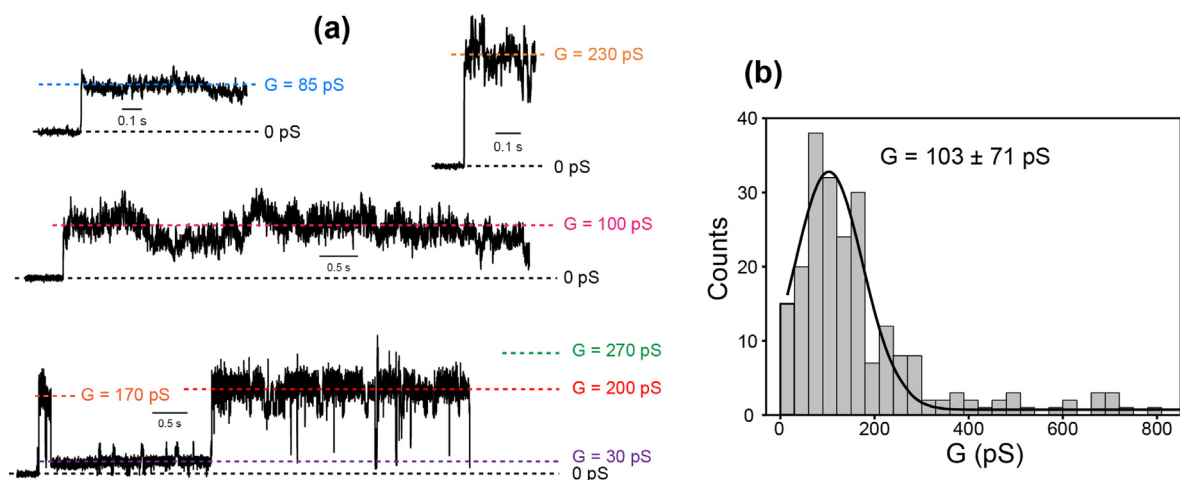 (a)
G = 85 pS
0.1 s
0 pS
G = 230 pS
0.1 s
0 pS
G = 100 pS
0.5 s
0 pS
G = 270 pS
G = 170 pS
G = 200 pS
0.5 s
G = 30 pS
0 pS
(b)
G = 103 ± 71 pS
Counts
40
30
20
10
0
0 200 400 600 800
G (pS)